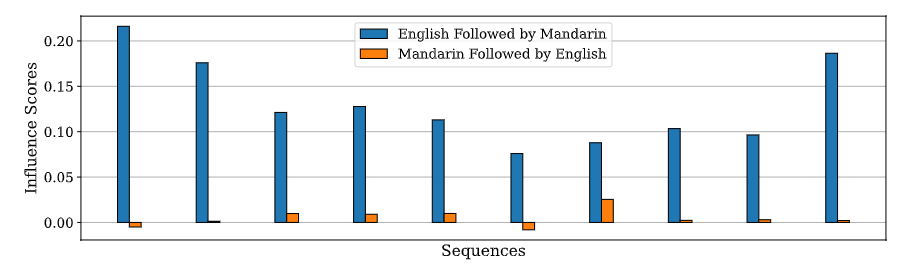 English Followed by Mandarin
Mandarin Followed by English
0.20
0.15
0.10
0.05
0.00
Influence Scores
Sequences